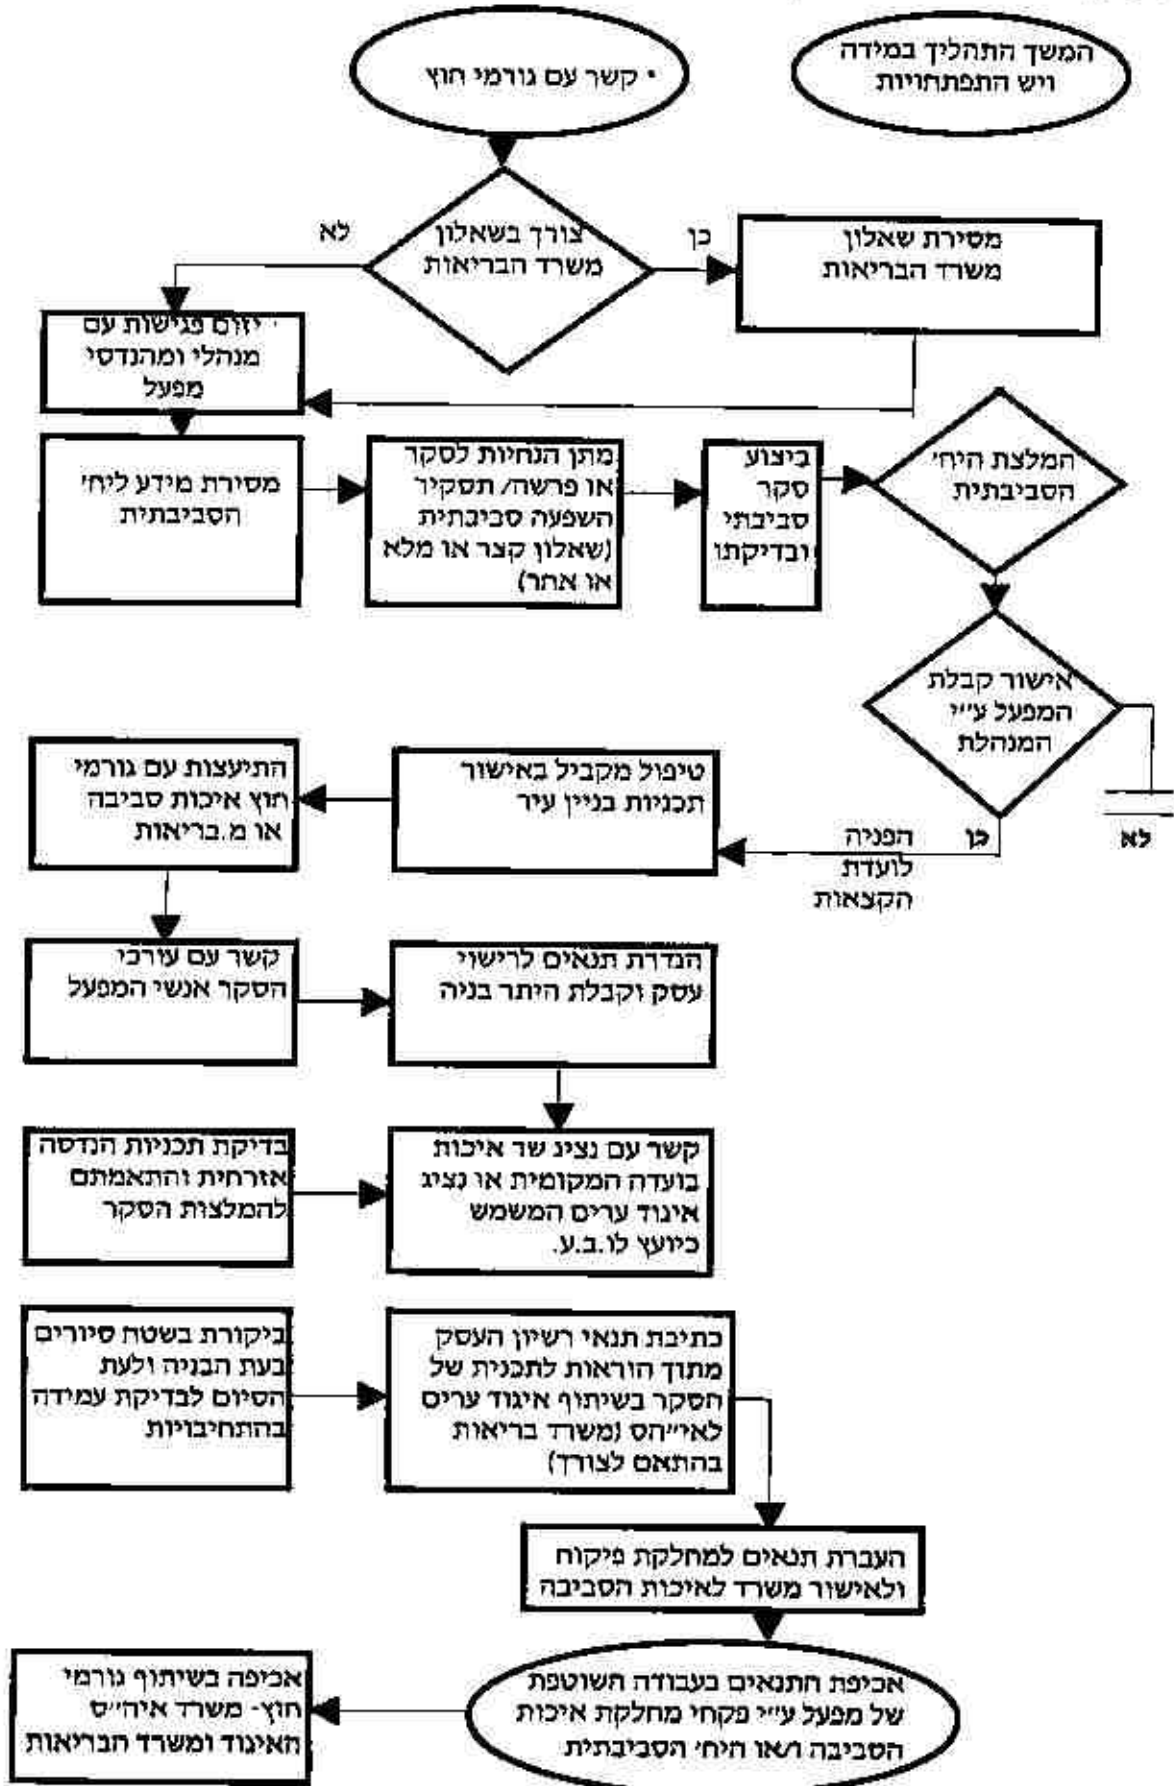 המשך התהליך במידה
ויש התפתחויות
• קשר עם גורמי חוץ
צורך בשאלון
משרד הבריאות
כן
לא
מסירת שאלון
משרד הבריאות
יזום פגישות עם
מנהלי ומהנדסי
מפעל
מסירת מידע ליח׳
הסביבתית
מתן הנחיות לסקר
או פרשה/ תסקיר
השפעה סביבתית
(שאלון קצר או מלא
או אחר)
ביצוע
סקר
סביבתי
ובדיקתו
המלצת היח׳
הסביבתית
אישור קבלת
המפעל ע״י
המנהלת
לא
כן
הפניה
לועדת
הקצאות
טיפול מקביל באישור
תכניות בניין עיר
התיעצות עם גורמי
חוץ איכות סביבה
או מ.בריאות
קשר עם עורכי
הסקר אנשי המפעל
הגדרת תנאים לרישוי
עסק וקבלת היתר בניה
קשר עם נציג שר איכות
בועדה המקומית או נציג
איגוד ערים המשמש
כיועץ לו.ב.ע.
בדיקת תכניות הנדסה
אזרחית והתאמתם
להמלצות הסקר
ביקורת בשטח סיורים
בעת הבניה ולעת
הסיום לבדיקת עמידה
בהתחיבויות
כתיבת תנאי רשיון העסק
מתוך הוראות לתכנית של
הסקר בשיתוף איגוד ערים
לאי״הס (משרד בריאות
בהתאם לצורך)
העברת תנאים למחלקת פיקוח
ולאישור משרד לאיכות הסביבה
אכיפת התנאים בעבודה השוטפת
של מפעל ע״י פקחי מחלקת איכות
הסביבה ו/או היח׳ הסביבתית
אכיפה בשיתוף גורמי
חוץ- משרד איה״ס
האיגוד ומשרד הבריאות